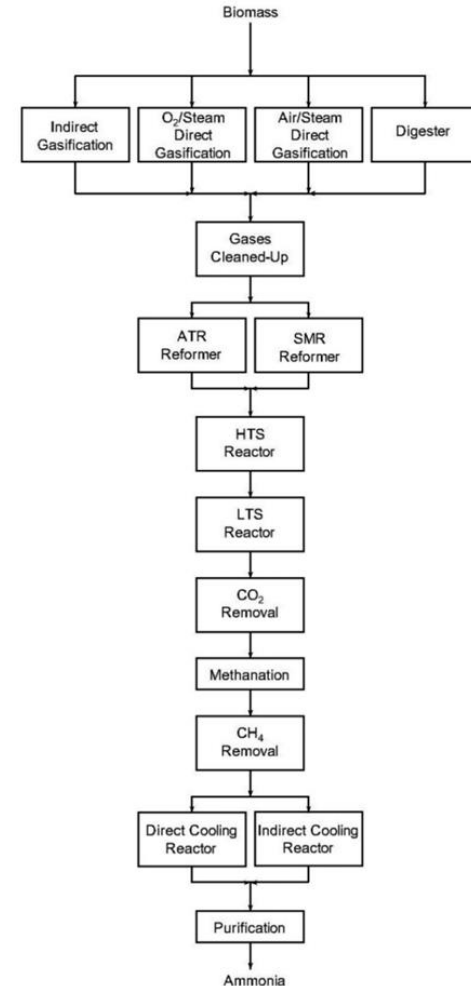 Biomass
Indirect
Gasification
O₂/Steam
Direct
Gasification
Air/Steam
Direct
Gasification
Digester
Gases
Cleaned-Up
ATR
Reformer
SMR
Reformer
HTS
Reactor
LTS
Reactor
CO₂
Removal
Methanation
CH₄
Removal
Direct Cooling
Reactor
Indirect Cooling
Reactor
Purification
Ammonia